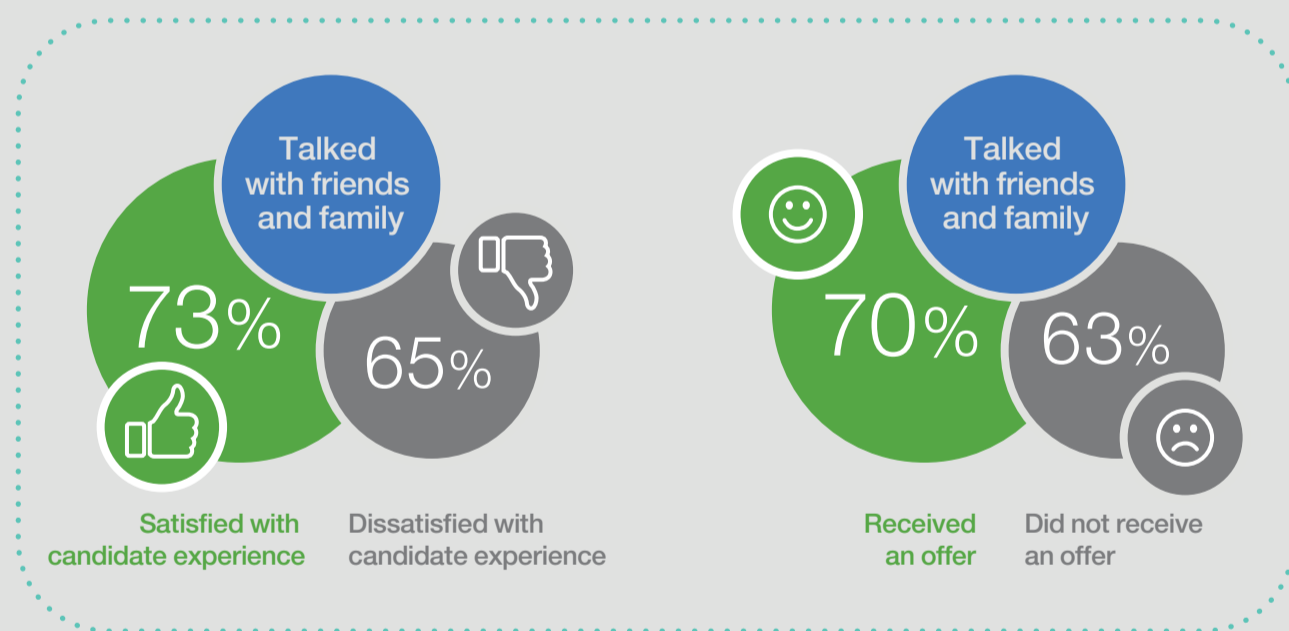 Talked
with friends
and family
73%
65%
Satisfied with
candidate experience
Dissatisfied with
candidate experience
Talked
with friends
and family
70%
63%
Received
an offer
Did not receive
an offer